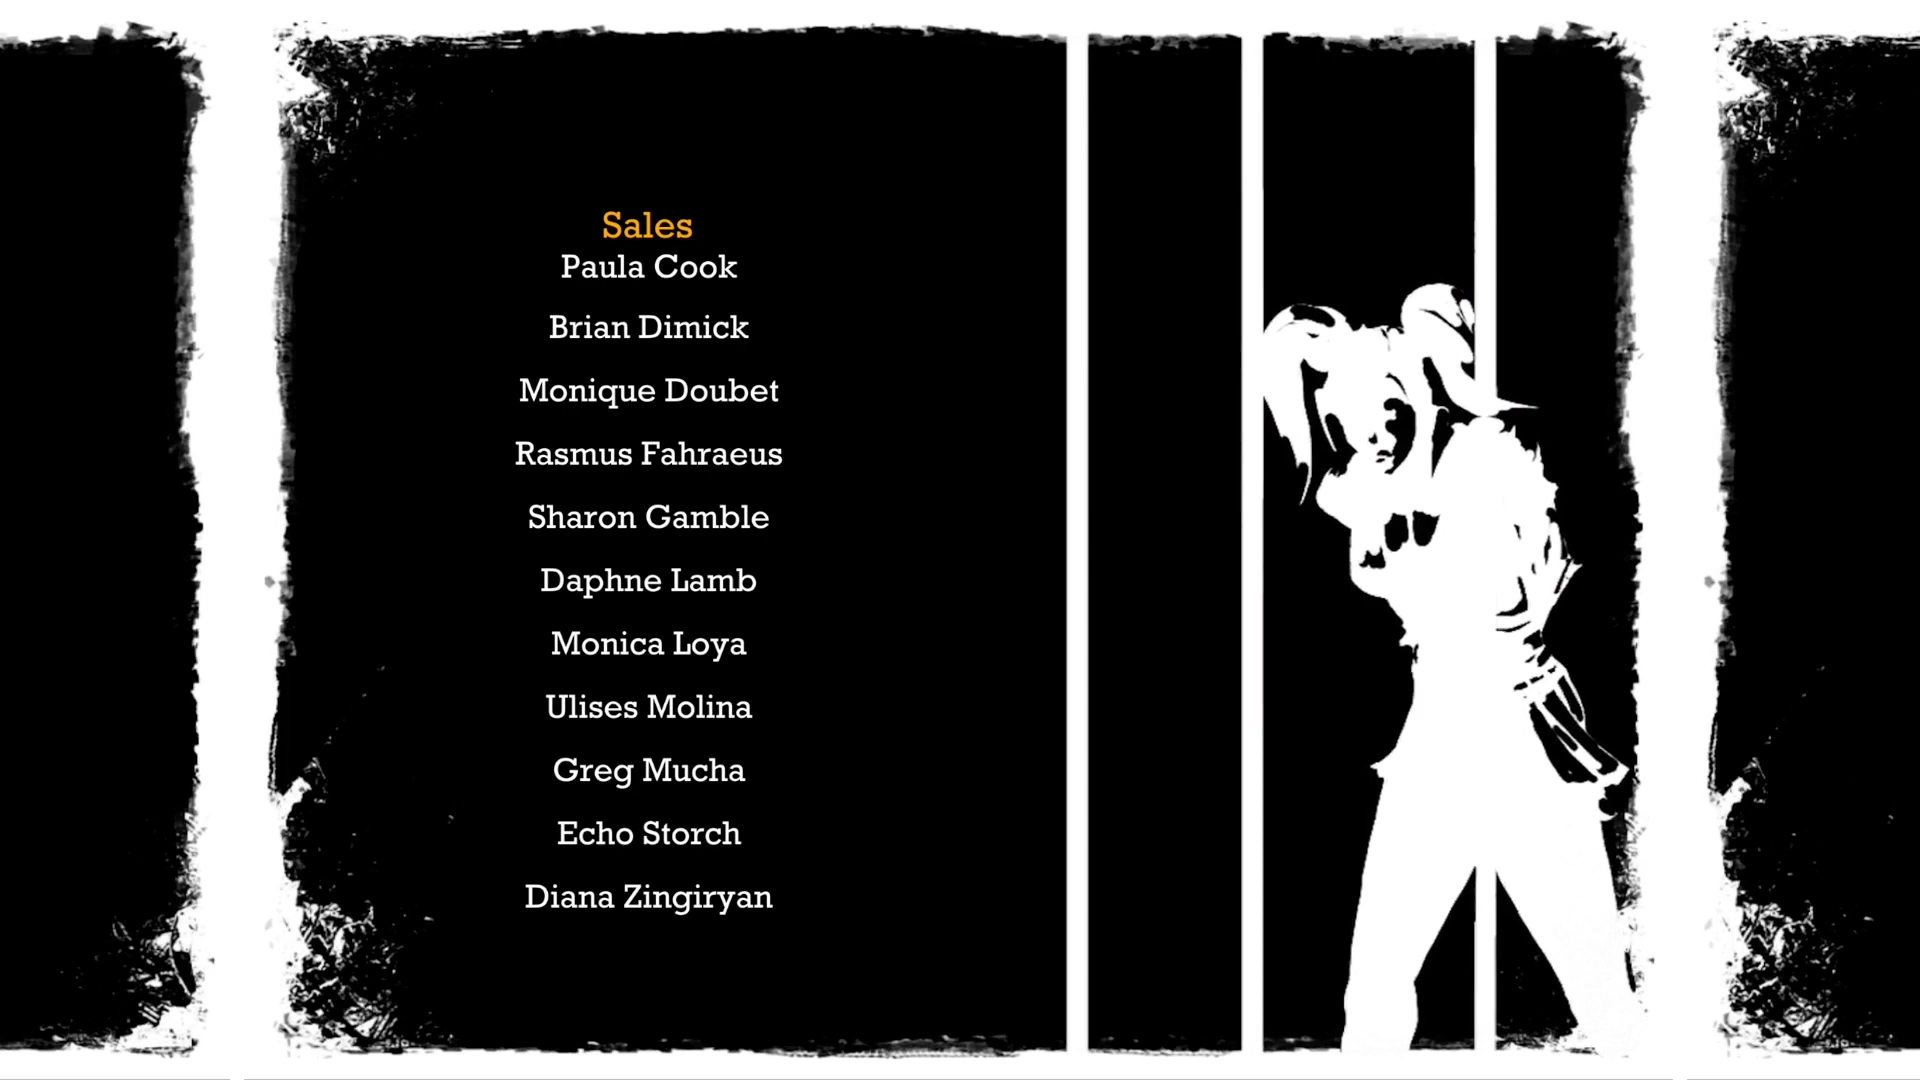 Sales
Paula Cook
Brian Dimick
Monique Doubet
Rasmus Fahraeus
Sharon Gamble
Daphne Lamb
Monica Loya
Ulises Molina
Greg Mucha
Echo Storch
Diana Zingiryan